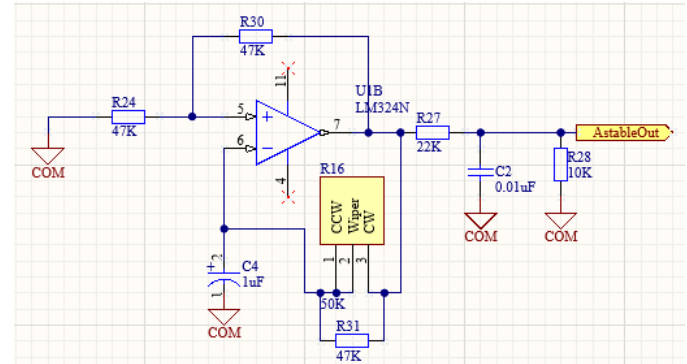 R30
47K
R24
47K
COM
5
6
11
4
7
U1B
LM324N
R27
22K
AstableOut
C2
0.01uF
COM
R28
10K
COM
R16
CCW
Wiper
CW
1
2
3
50K
R31
47K
+
2
1
C4
1uF
COM